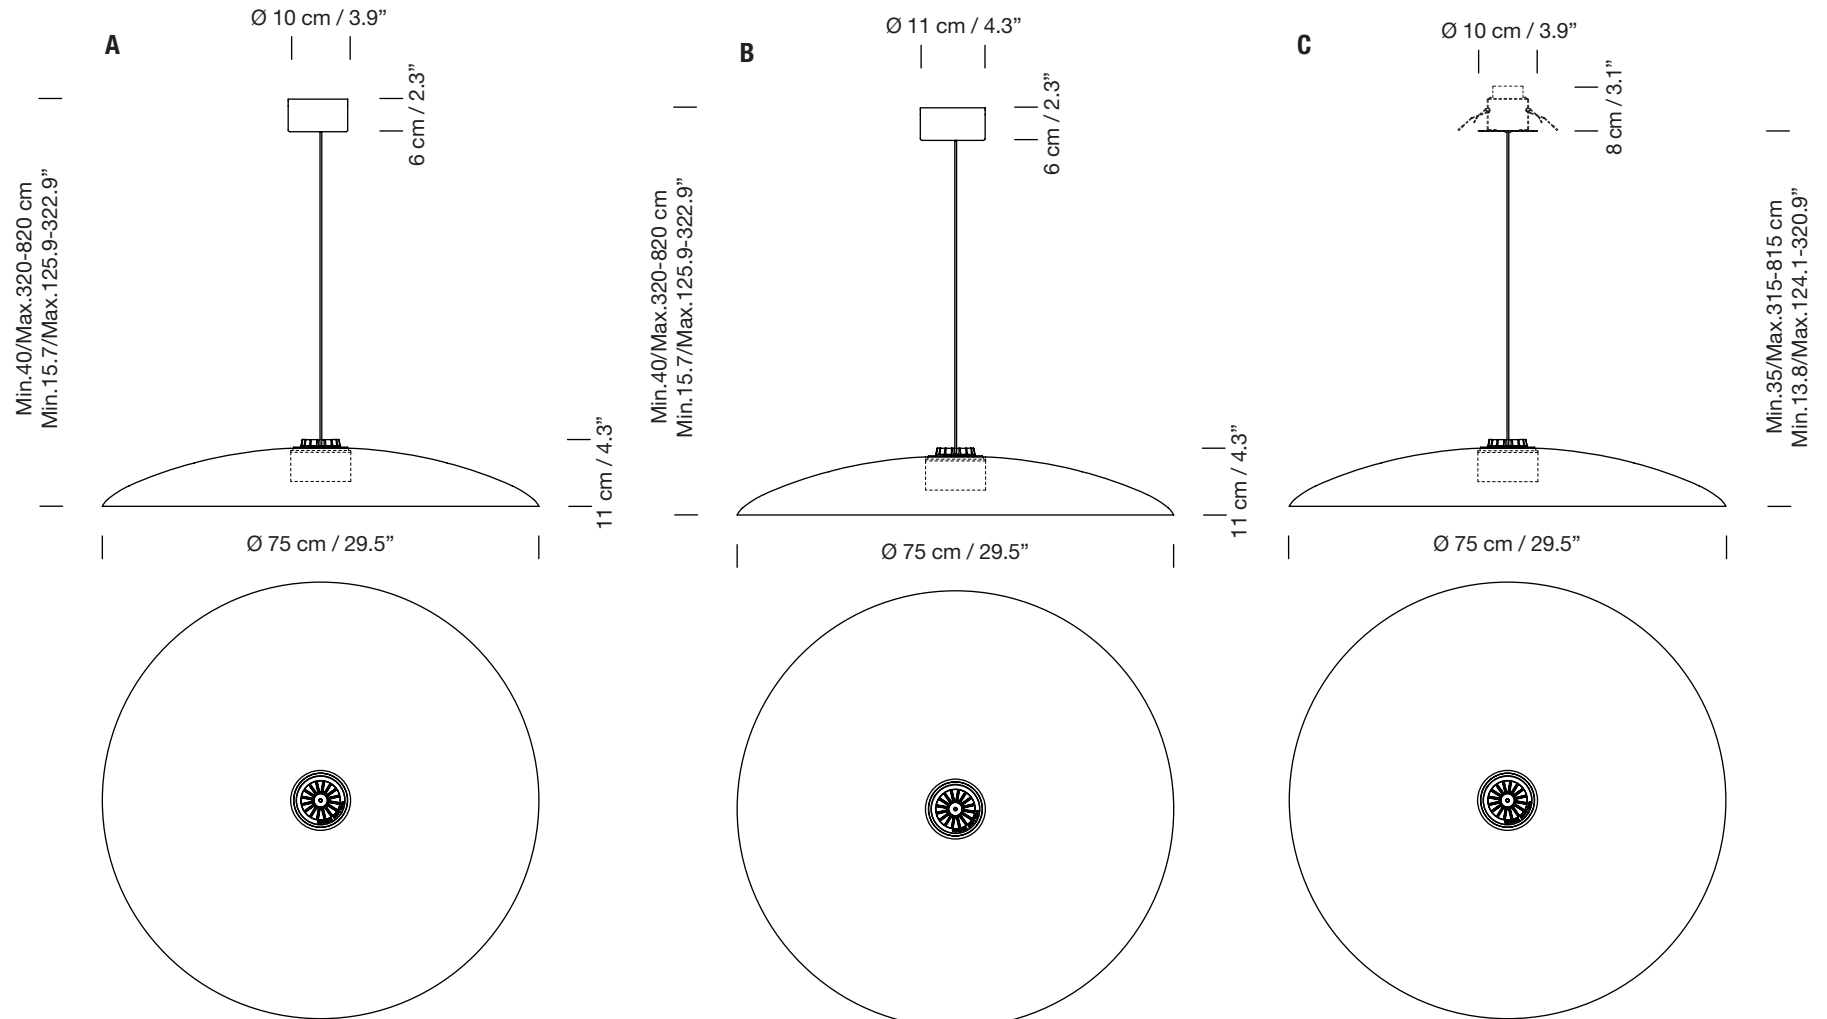 A
Ø 10 cm / 3.9”
6 cm / 2.3”
Min.40/Max.320-820 cm
Min.15.7/Max.125.9-322.9”
11 cm / 4.3”
Ø 75 cm / 29.5”
B
Ø 11 cm / 4.3”
6 cm / 2.3”
Min.40/Max.320-820 cm
Min.15.7/Max.125.9-322.9”
11 cm / 4.3”
Ø 75 cm / 29.5”
C
Ø 10 cm / 3.9”
8 cm / 3.1”
Min.35/Max.315-815 cm
Mn.13.8/Max.124.1-320.9”
Ø 75 cm / 29.5”